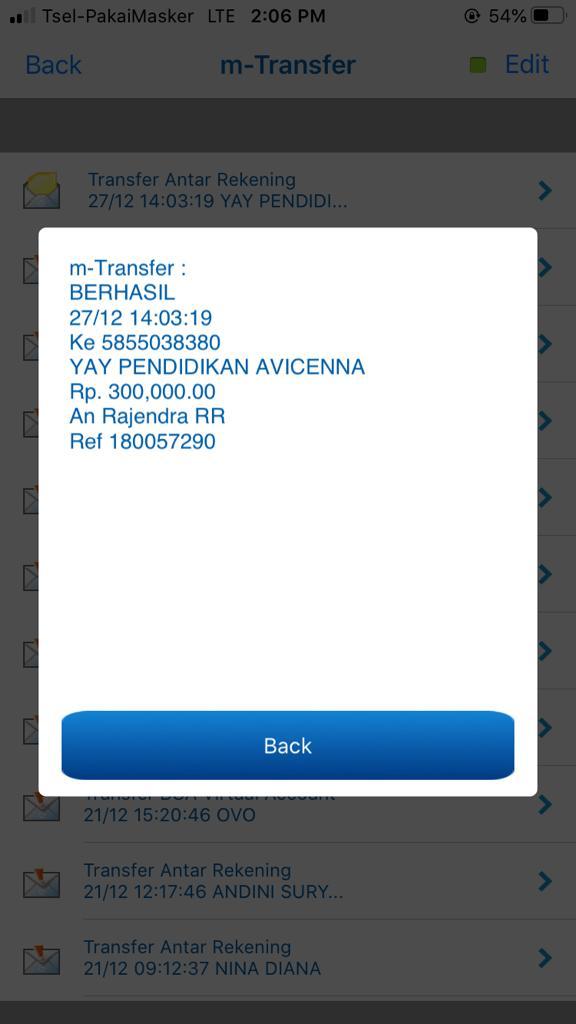 Tsel-PakaiMasker LTE 2:06 PM 54%
Back m-Transfer Edit
Transfer Antar Rekening
27/12 14:03:19 YAY PENDIDI...
m-Transfer :
BERHASIL
27/12 14:03:19
Ke 5855038380
YAY PENDIDIKAN AVICENNA
Rp. 300,000.00
An Rajendra RR
Ref 180057290
Back
Transfer BCA Virtual Account
21/12 15:20:46 OVO
Transfer Antar Rekening
21/12 12:17:46 ANDINI SURY...
Transfer Antar Rekening
21/12 09:12:37 NINA DIANA